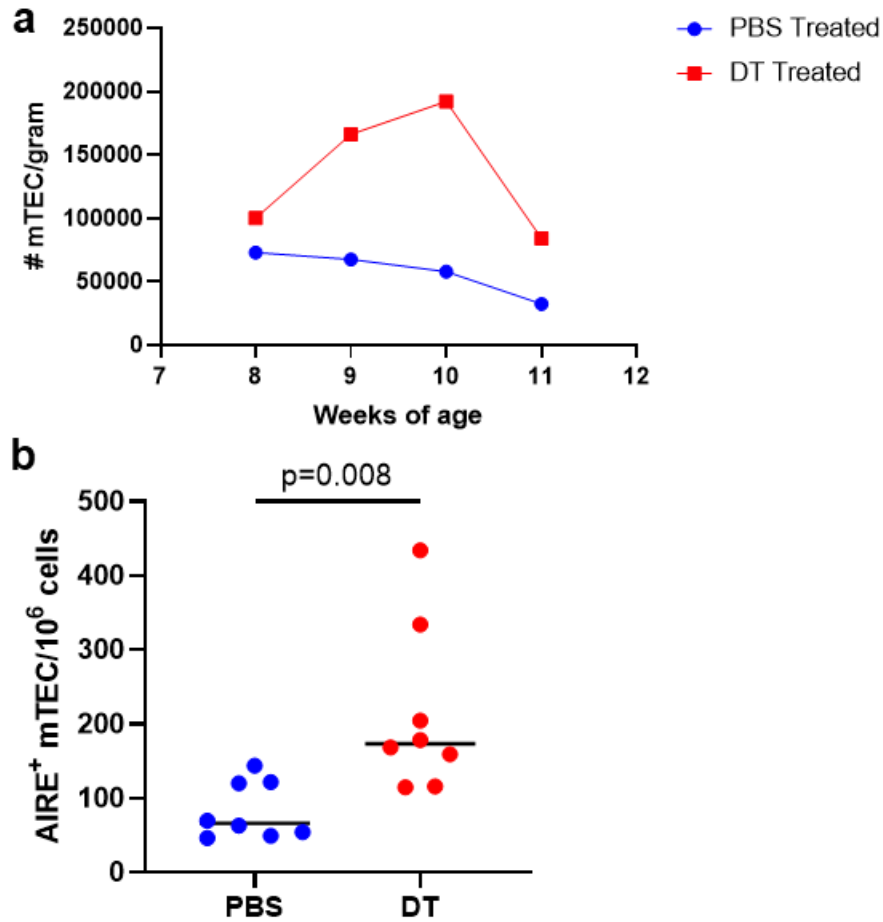 a
PBS Treated
DT Treated
250000
200000
150000
100000
50000
0
# mTEC/gram
7 8 9 10 11 12
Weeks of age
b
p=0.008
500
400
300
200
100
0
AIRE⁺ mTEC/10⁶ cells
PBS DT